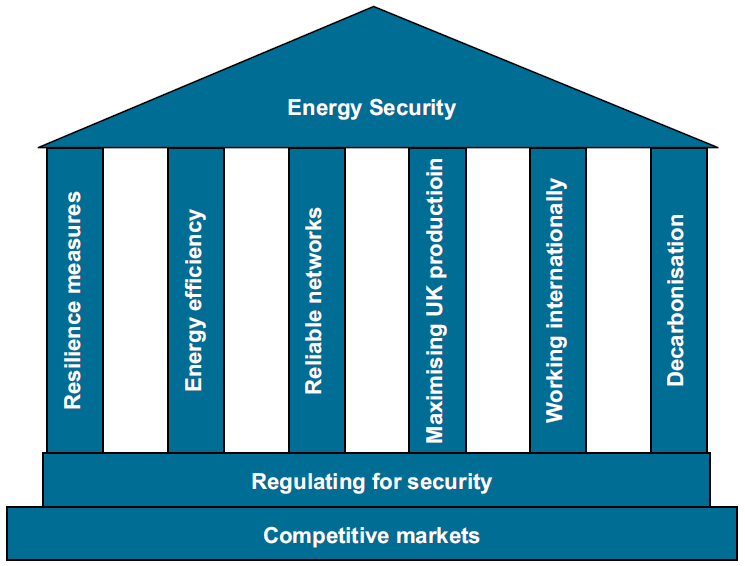 Energy Security
Resilience measures
Energy efficiency
Reliable networks
Maximising UK productioin
Working internationally
Decarbonisation
Regulating for security
Competitive markets